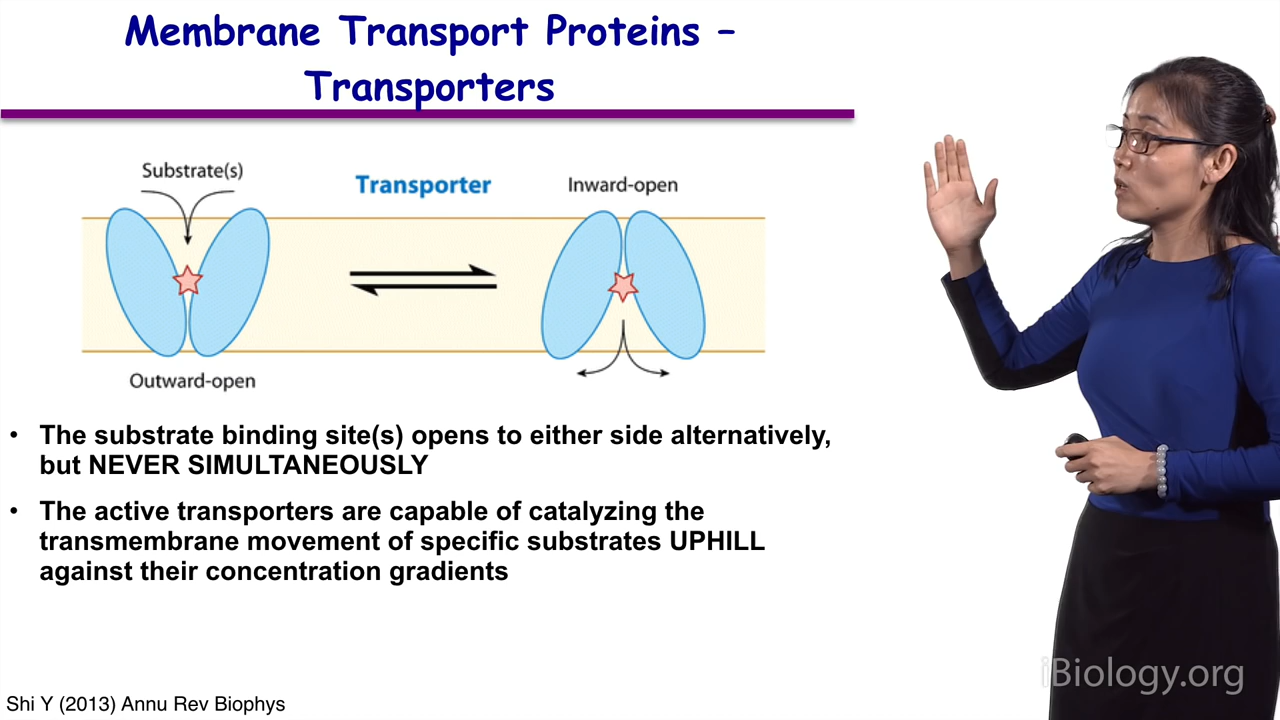 Membrane Transport Proteins –
Transporters
Substrate(s)
Transporter
Inward-open
Outward-open
• The substrate binding site(s) opens to either side alternatively,
but NEVER SIMULTANEOUSLY
• The active transporters are capable of catalyzing the
transmembrane movement of specific substrates UPHILL
against their concentration gradients
iBiology.org
Shi Y (2013) Annu Rev Biophys